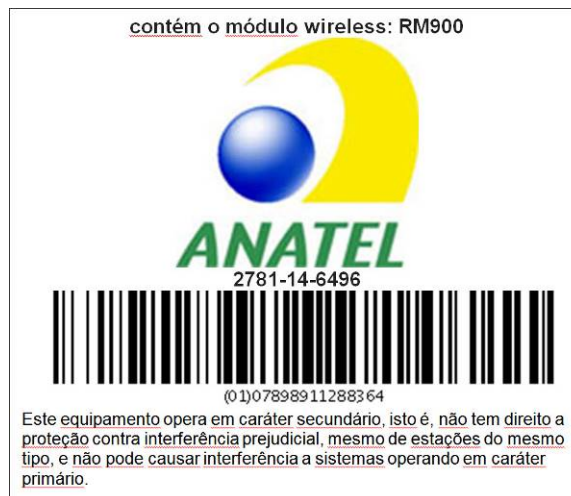 contém o módulo wireless: RM900
ANATEL
2781-14-6496
(01)07898911288364
Este equipamento opera em caráter secundário, isto é, não tem direito a
proteção contra interferência prejudicial, mesmo de estações do mesmo
tipo, e não pode causar interferência a sistemas operando em caráter
primário.